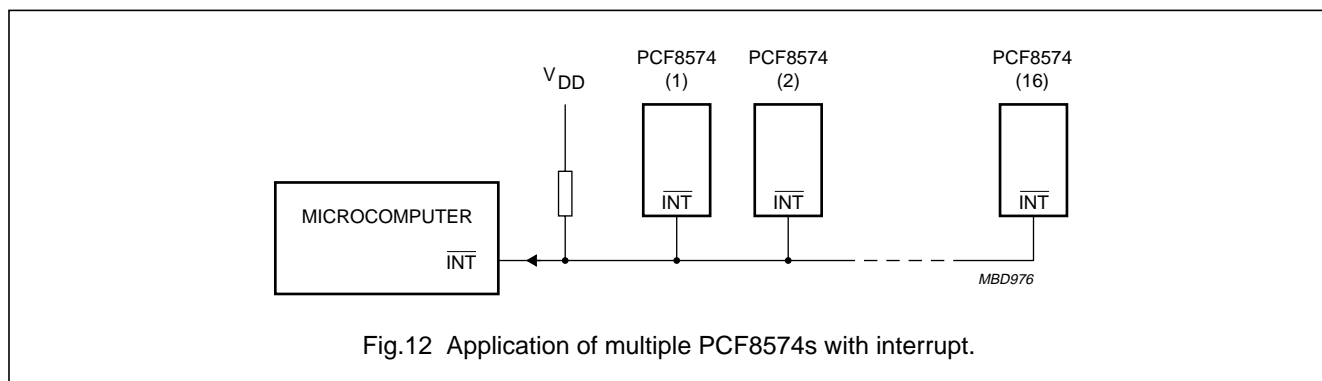 PCF8574 PCF8574 PCF8574
(1) (2) (16)
VDD
INT INT INT
MICROCOMPUTER
INT
MBD976
Fig.12 Application of multiple PCF8574s with interrupt.